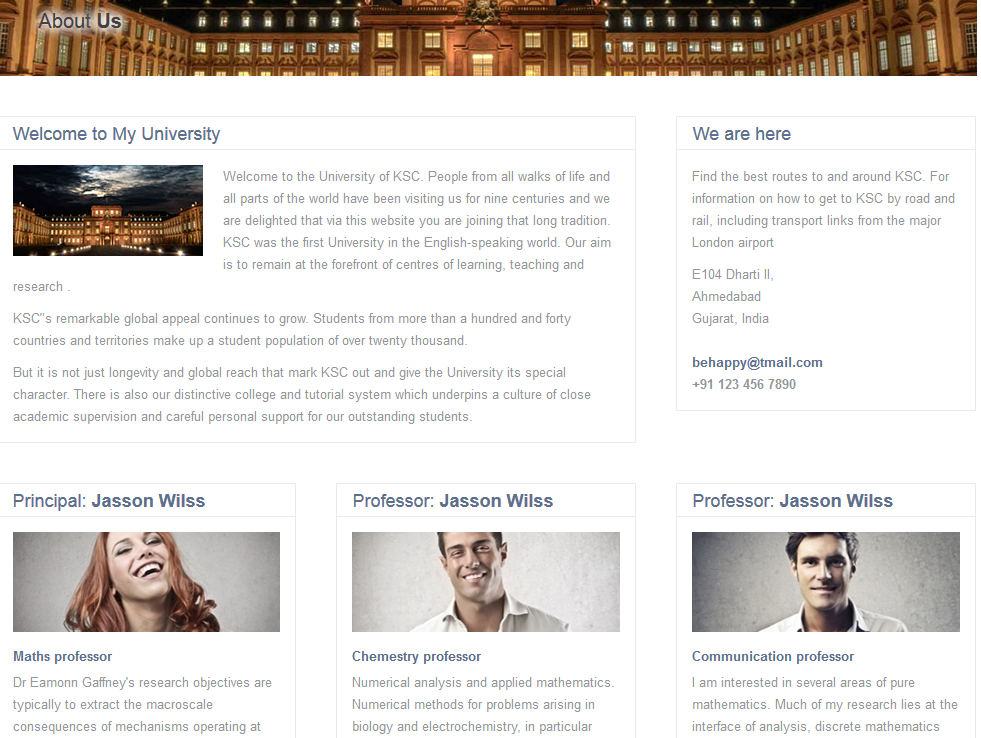 About Us
Welcome to My University
Welcome to the University of KSC. People from all walks of life and
all parts of the world have been visiting us for nine centuries and we
are delighted that via this website you are joining that long tradition.
KSC was the first University in the English-speaking world. Our aim
is to remain at the forefront of centres of learning, teaching and
research .
KSC"s remarkable global appeal continues to grow. Students from more than a hundred and forty
countries and territories make up a student population of over twenty thousand.
But it is not just longevity and global reach that mark KSC out and give the University its special
character. There is also our distinctive college and tutorial system which underpins a culture of close
academic supervision and careful personal support for our outstanding students.
We are here
Find the best routes to and around KSC. For
information on how to get to KSC by road and
rail, including transport links from the major
London airport
E104 Dharti II,
Ahmedabad
Gujarat, India
behappy@tmail.com
+91 123 456 7890
Principal: Jasson Wilss
Maths professor
Dr Eamonn Gaffney's research objectives are
typically to extract the macroscale
consequences of mechanisms operating at
Professor: Jasson Wilss
Chemestry professor
Numerical analysis and applied mathematics.
Numerical methods for problems arising in
biology and electrochemistry, in particular
Professor: Jasson Wilss
Communication professor
I am interested in several areas of pure
mathematics. Much of my research lies at the
interface of analysis, discrete mathematics